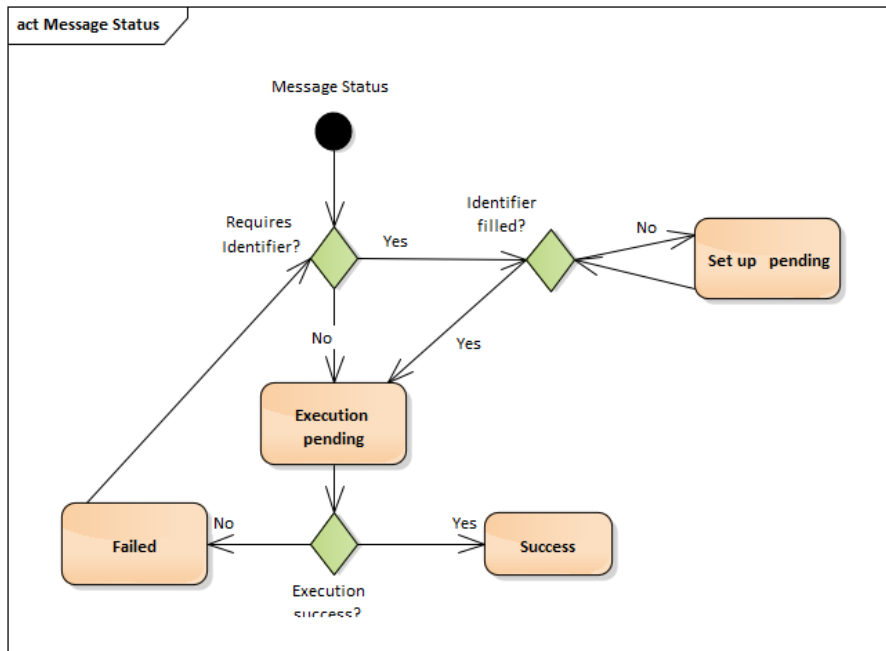 act Message Status
Message Status
Requires
Identifier?
Yes
Identifier
filled?
No
Set up pending
No
Yes
Execution
pending
No
Failed
Yes
Success
Execution
success?